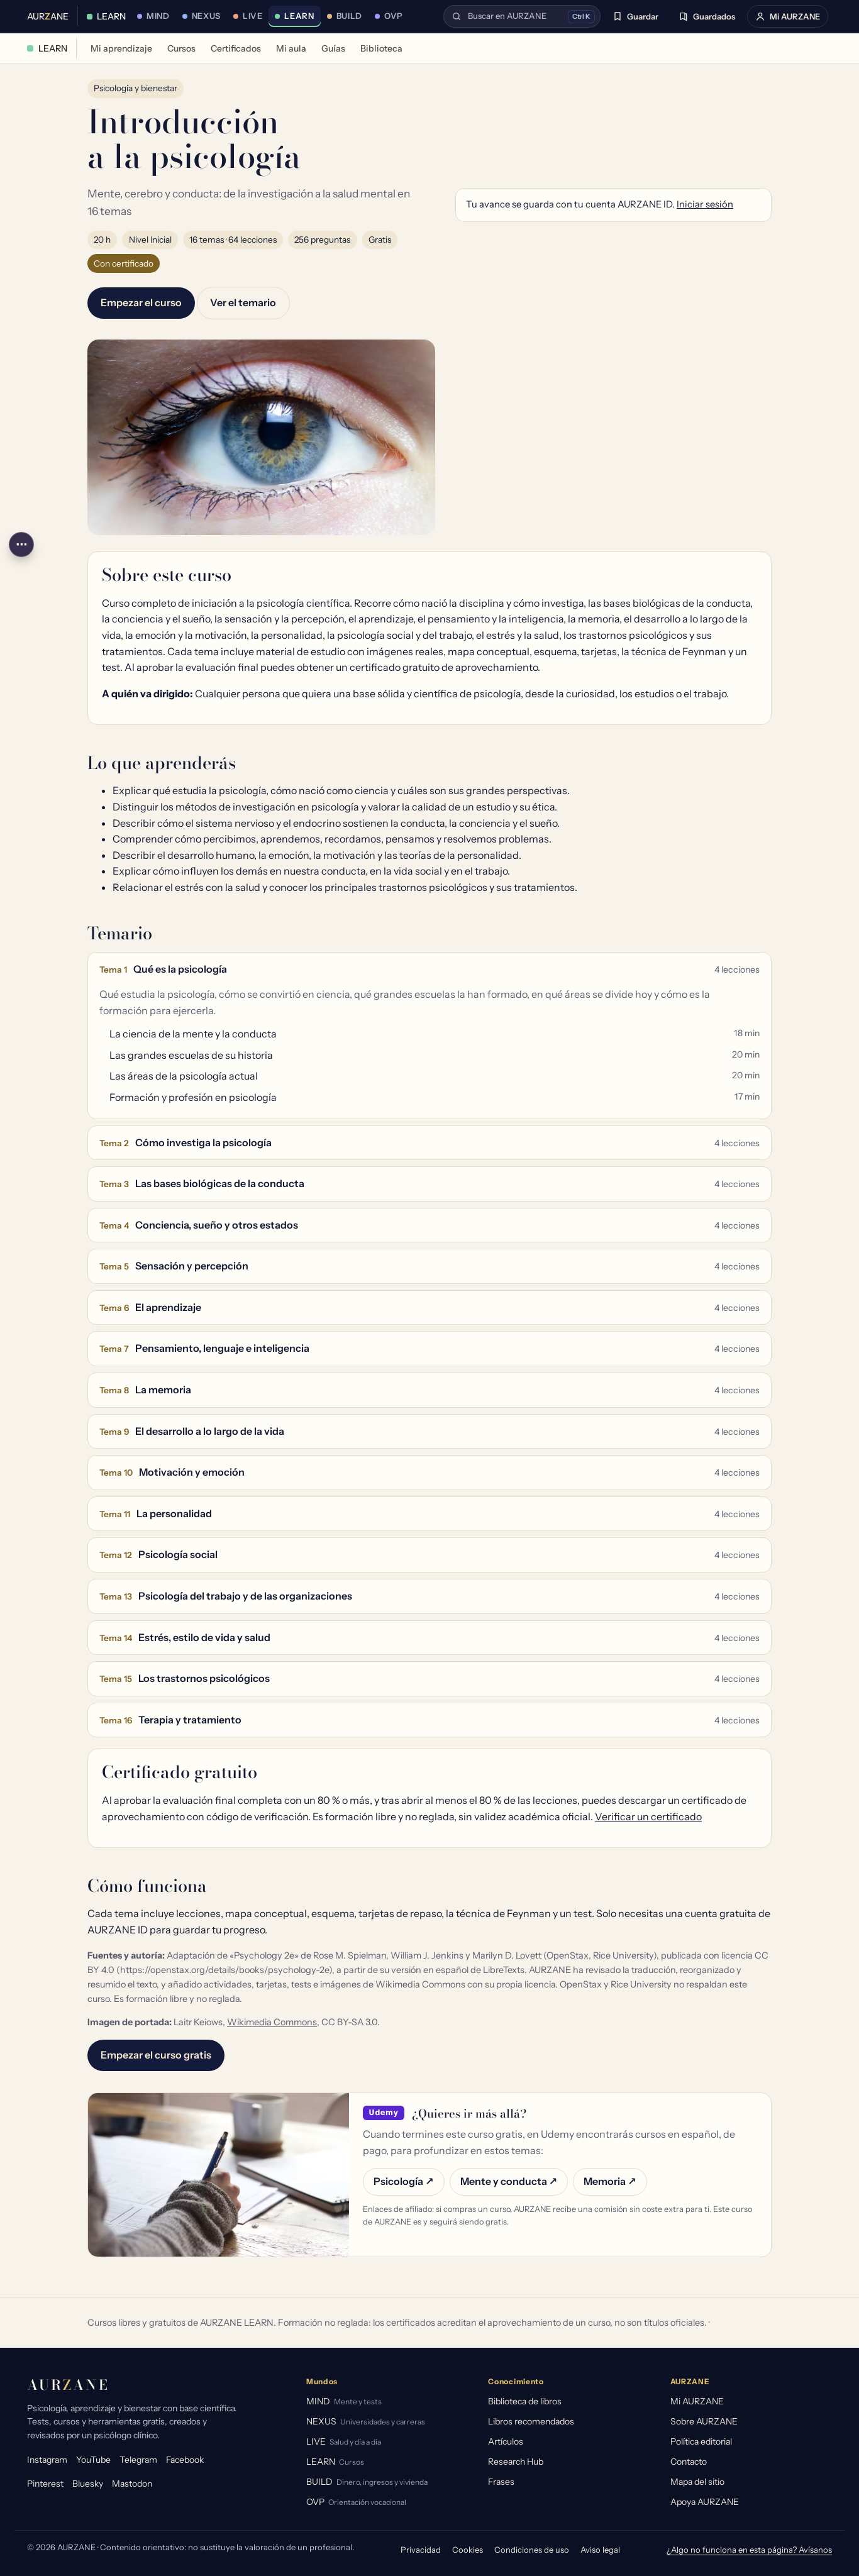 AURZANE LEARN MIND NEXUS LIVE LEARN BUILD OVP Buscar en AURZANE Ctrl K Guardar Guardados Mi AURZANE
LEARN Mi aprendizaje Cursos Certificados Mi aula Guías Biblioteca
Psicología y bienestar
Introducción
a la psicología
Mente, cerebro y conducta: de la investigación a la salud mental en
16 temas
Tu avance se guarda con tu cuenta AURZANE ID. Iniciar sesión
20 h Nivel Inicial 16 temas · 64 lecciones 256 preguntas Gratis
Con certificado
Empezar el curso Ver el temario
Sobre este curso
Curso completo de iniciación a la psicología científica. Recorre cómo nació la disciplina y cómo investiga, las bases biológicas de la conducta,
la conciencia y el sueño, la sensación y la percepción, el aprendizaje, el pensamiento y la inteligencia, la memoria, el desarrollo a lo largo de la
vida, la emoción y la motivación, la personalidad, la psicología social y del trabajo, el estrés y la salud, los trastornos psicológicos y sus
tratamientos. Cada tema incluye material de estudio con imágenes reales, mapa conceptual, esquema, tarjetas, la técnica de Feynman y un
test. Al aprobar la evaluación final puedes obtener un certificado gratuito de aprovechamiento.
A quién va dirigido: Cualquier persona que quiera una base sólida y científica de psicología, desde la curiosidad, los estudios o el trabajo.
Lo que aprenderás
• Explicar qué estudia la psicología, cómo nació como ciencia y cuáles son sus grandes perspectivas.
• Distinguir los métodos de investigación en psicología y valorar la calidad de un estudio y su ética.
• Describir cómo el sistema nervioso y el endocrino sostienen la conducta, la conciencia y el sueño.
• Comprender cómo percibimos, aprendemos, recordamos, pensamos y resolvemos problemas.
• Describir el desarrollo humano, la emoción, la motivación y las teorías de la personalidad.
• Explicar cómo influyen los demás en nuestra conducta, en la vida social y en el trabajo.
• Relacionar el estrés con la salud y conocer los principales trastornos psicológicos y sus tratamientos.
Temario
Tema 1 Qué es la psicología 4 lecciones
Qué estudia la psicología, cómo se convirtió en ciencia, qué grandes escuelas la han formado, en qué áreas se divide hoy y cómo es la
formación para ejercerla.
La ciencia de la mente y la conducta 18 min
Las grandes escuelas de su historia 20 min
Las áreas de la psicología actual 20 min
Formación y profesión en psicología 17 min
Tema 2 Cómo investiga la psicología 4 lecciones
Tema 3 Las bases biológicas de la conducta 4 lecciones
Tema 4 Conciencia, sueño y otros estados 4 lecciones
Tema 5 Sensación y percepción 4 lecciones
Tema 6 El aprendizaje 4 lecciones
Tema 7 Pensamiento, lenguaje e inteligencia 4 lecciones
Tema 8 La memoria 4 lecciones
Tema 9 El desarrollo a lo largo de la vida 4 lecciones
Tema 10 Motivación y emoción 4 lecciones
Tema 11 La personalidad 4 lecciones
Tema 12 Psicología social 4 lecciones
Tema 13 Psicología del trabajo y de las organizaciones 4 lecciones
Tema 14 Estrés, estilo de vida y salud 4 lecciones
Tema 15 Los trastornos psicológicos 4 lecciones
Tema 16 Terapia y tratamiento 4 lecciones
Certificado gratuito
Al aprobar la evaluación final completa con un 80 % o más, y tras abrir al menos el 80 % de las lecciones, puedes descargar un certificado de
aprovechamiento con código de verificación. Es formación libre y no reglada, sin validez académica oficial. Verificar un certificado
Cómo funciona
Cada tema incluye lecciones, mapa conceptual, esquema, tarjetas de repaso, la técnica de Feynman y un test. Solo necesitas una cuenta gratuita de
AURZANE ID para guardar tu progreso.
Fuentes y autoría: Adaptación de «Psychology 2e» de Rose M. Spielman, William J. Jenkins y Marilyn D. Lovett (OpenStax, Rice University), publicada con licencia CC
BY 4.0 (https://openstax.org/details/books/psychology-2e), a partir de su versión en español de LibreTexts. AURZANE ha revisado la traducción, reorganizado y
resumido el texto, y añadido actividades, tarjetas, tests e imágenes de Wikimedia Commons con su propia licencia. OpenStax y Rice University no respaldan este
curso. Es formación libre y no reglada.
Imagen de portada: Laitr Keiows, Wikimedia Commons, CC BY-SA 3.0.
Empezar el curso gratis
Udemy ¿Quieres ir más allá?
Cuando termines este curso gratis, en Udemy encontrarás cursos en español, de
pago, para profundizar en estos temas:
Psicología ↗ Mente y conducta ↗ Memoria ↗
Enlaces de afiliado: si compras un curso, AURZANE recibe una comisión sin coste extra para ti. Este curso
de AURZANE es y seguirá siendo gratis.
Cursos libres y gratuitos de AURZANE LEARN. Formación no reglada: los certificados acreditan el aprovechamiento de un curso, no son títulos oficiales. ·
AURZANE
Psicología, aprendizaje y bienestar con base científica.
Tests, cursos y herramientas gratis, creados y
revisados por un psicólogo clínico.
Instagram YouTube Telegram Facebook
Pinterest Bluesky Mastodon
Mundos
MIND Mente y tests
NEXUS Universidades y carreras
LIVE Salud y día a día
LEARN Cursos
BUILD Dinero, ingresos y vivienda
OVP Orientación vocacional
Conocimiento
Biblioteca de libros
Libros recomendados
Artículos
Research Hub
Frases
AURZANE
Mi AURZANE
Sobre AURZANE
Política editorial
Contacto
Mapa del sitio
Apoya AURZANE
© 2026 AURZANE · Contenido orientativo: no sustituye la valoración de un profesional.
Privacidad Cookies Condiciones de uso Aviso legal
¿Algo no funciona en esta página? Avísanos